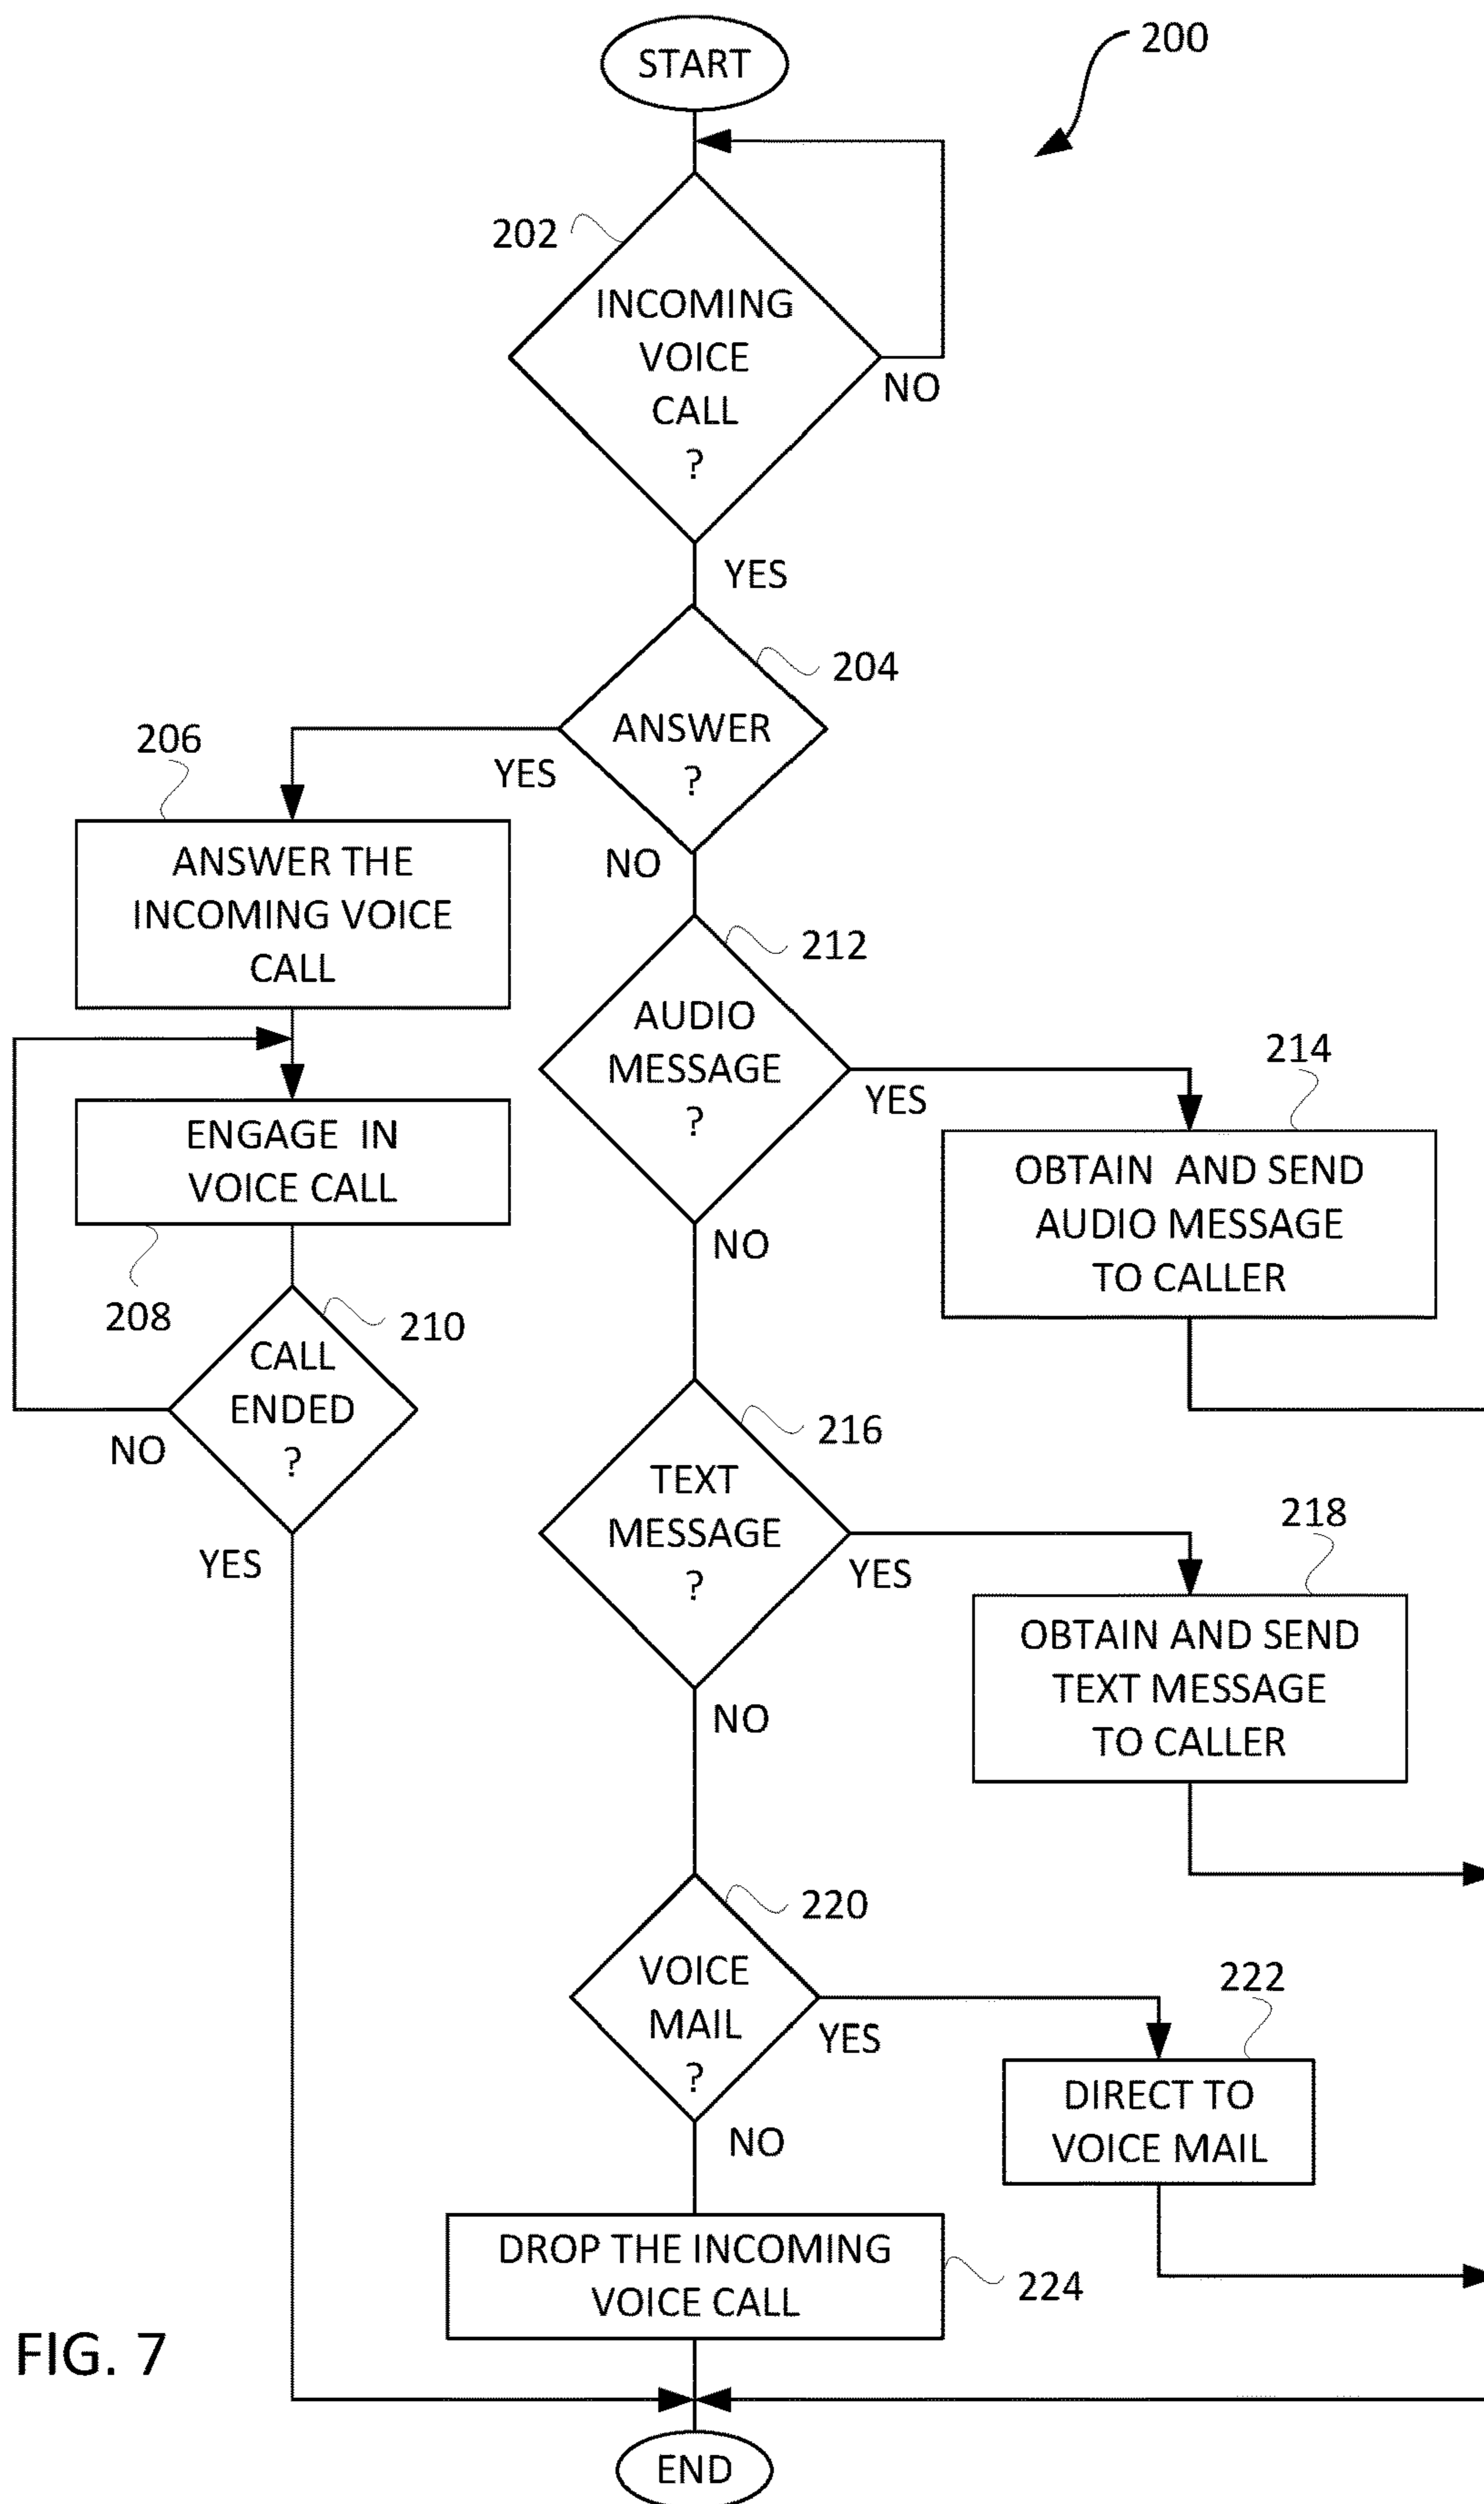 START
200
202
INCOMING
VOICE
CALL
?
NO
YES
204
ANSWER
?
YES
NO
206
ANSWER THE
INCOMING VOICE
CALL
212
AUDIO
MESSAGE
?
YES
NO
214
OBTAIN AND SEND
AUDIO MESSAGE
TO CALLER
ENGAGE IN
VOICE CALL
208
210
CALL
ENDED
?
NO
YES
216
TEXT
MESSAGE
?
YES
NO
218
OBTAIN AND SEND
TEXT MESSAGE
TO CALLER
220
VOICE
MAIL
?
YES
NO
222
DIRECT TO
VOICE MAIL
DROP THE INCOMING
VOICE CALL
224
FIG. 7
END